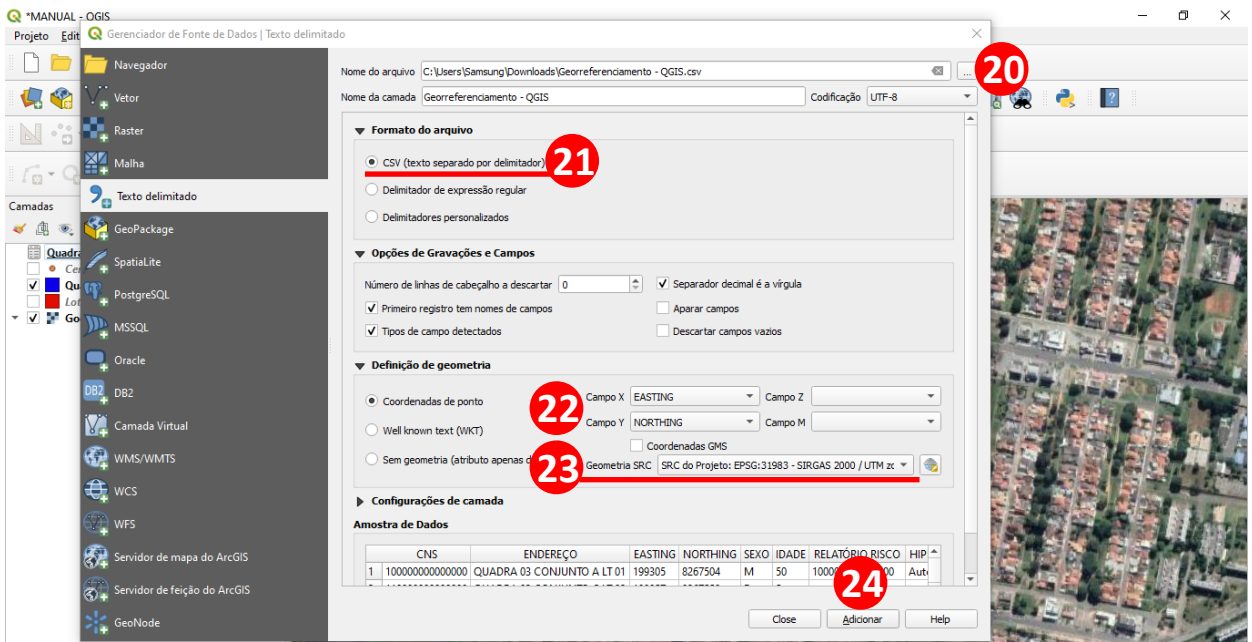 *MANUAL - QGIS
Projeto
Gerenciador de Fonte de Dados | Texto delimitado
Navegador
Vetor
Raster
Malha
Texto delimitado
GeoPackage
SpatiaLite
PostgreSQL
MSSQL
Oracle
DB2
DB2
Camada Virtual
WMS/WMTS
WCS
WFS
Servidor de mapa do ArcGIS
Servidor de feição do ArcGIS
GeoNode
Camadas
Nome do arquivo C:\Users\Samsung\Downloads\Georreferenciamento - QGIS.csv ... 20
Nome da camada Georreferenciamento - QGIS Codificação UTF-8
Formato do arquivo
CSV (texto separado por delimitador) 21
Delimitador de expressão regular
Delimitadores personalizados
Opções de Gravações e Campos
Número de linhas de cabeçalho a descartar 0 Separador decimal é a vírgula
Primeiro registro tem nomes de campos Aparar campos
Tipos de campo detectados Descartar campos vazios
Definição de geometria
Coordenadas de ponto 22 Campo X EASTING Campo Z
Well known text (WKT) Campo Y NORTHING Campo M
Coordenadas GMS
Sem geometria (atributo apenas 23 Geometria SRC SRC do Projeto: EPSG:31983 - SIRGAS 2000 / UTM
Configurações de camada
Amostra de Dados
CNS ENDEREÇO EASTING NORTHING SEXO IDADE RELATÓRIO RISCO HIP
1 100000000000000 QUADRA 03 CONJUNTO A LT 01 199305 8267504 M 50
24
Close Adicionar Help